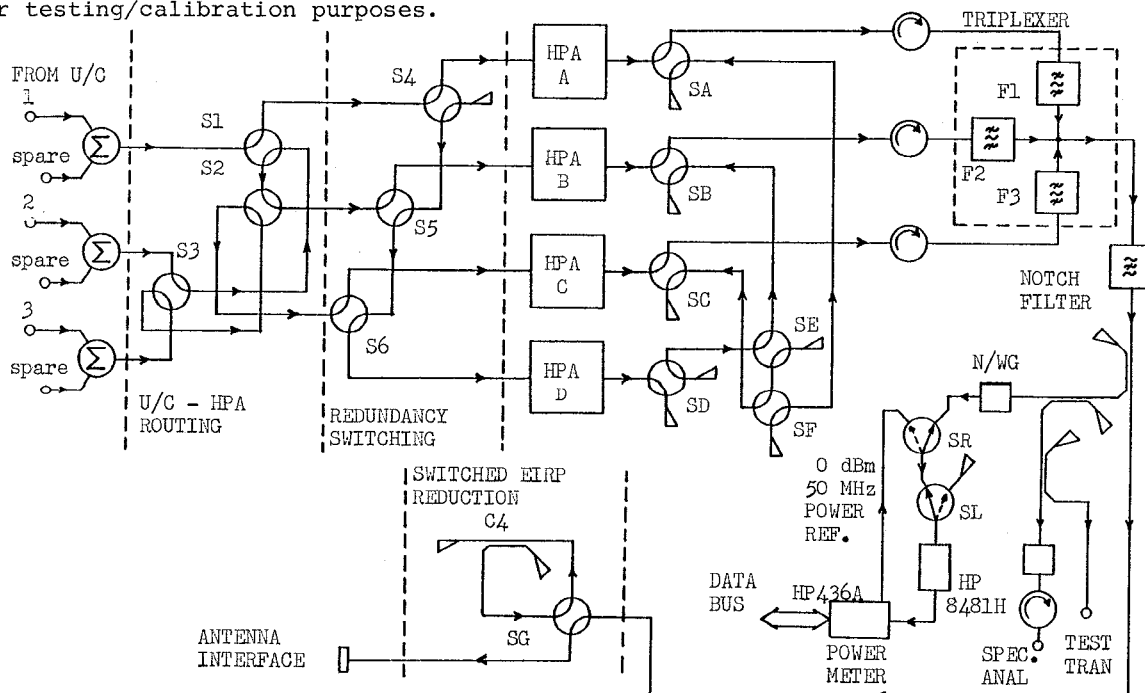 r testing/calibration purposes.
FROM U/C
1
spare
2
spare
3
spare
S1
S2
S3
U/C - HPA
ROUTING
S4
S5
S6
REDUNDANCY
SWITCHING
HPA
A
HPA
B
HPA
C
HPA
D
SA
SB
SC
SD
SE
SF
TRIPLEXER
F1
F2
F3
NOTCH
FILTER
N/WG
SR
SL
0 dBm
50 MHz
POWER
REF.
HP
8481H
DATA
BUS
HP436A
POWER
METER
SPEC.
ANAL
TEST
TRAN
SWITCHED EIRP
REDUCTION
C4
SG
ANTENNA
INTERFACE